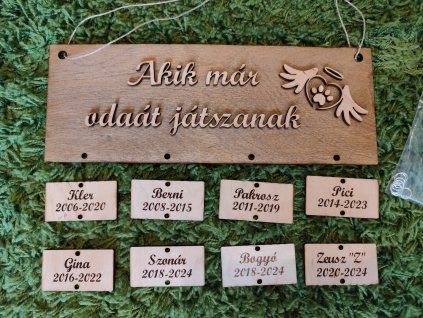 Akik már
odaát játszanak
Kler
2006-2020
Berni
2008-2015
Pakrosz
2011-2019
Pici
2014-2023
Gina
2016-2022
Szonár
2018-2024
Bogyó
2018-2024
Zeusz "Z"
2020-2024